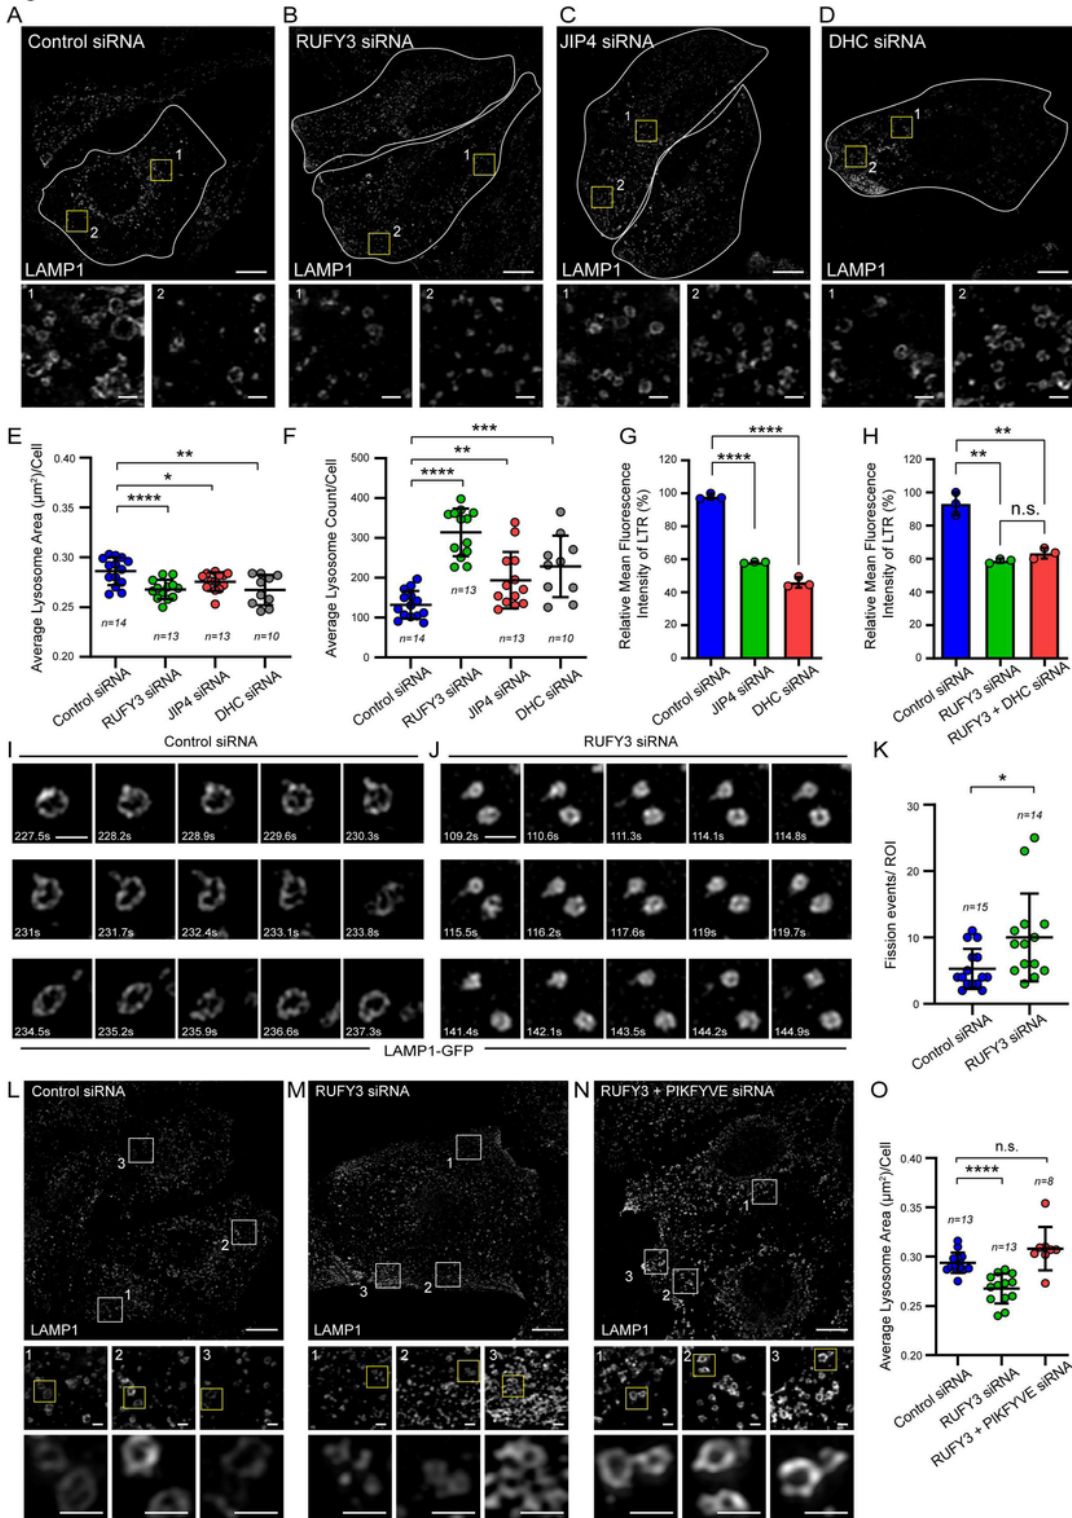 A
Control siRNA
1
2
LAMP1
1
2
B
RUFY3 siRNA
1
2
LAMP1
1
2
C
JIP4 siRNA
1
2
LAMP1
1
2
D
DHC siRNA
1
2
LAMP1
1
2
E
Average Lysosome Area (μm²)/Cell
0.40
0.35
0.30
0.25
0.20
**
*
****
n=14
n=13
n=13
n=10
Control siRNA
RUFY3 siRNA
JIP4 siRNA
DHC siRNA
F
Average Lysosome Count/Cell
500
400
300
200
100
0
***
**
****
n=14
n=13
n=13
n=10
Control siRNA
RUFY3 siRNA
JIP4 siRNA
DHC siRNA
G
Relative Mean Fluorescence
Intensity of LTR (%)
120
100
80
60
40
20
0
****
****
Control siRNA
JIP4 siRNA
DHC siRNA
H
Relative Mean Fluorescence
Intensity of LTR (%)
120
100
80
60
40
20
0
**
**
n.s.
Control siRNA
RUFY3 siRNA
RUFY3 + DHC siRNA
I
Control siRNA
227.5s
228.2s
228.9s
229.6s
230.3s
231s
231.7s
232.4s
233.1s
233.8s
234.5s
235.2s
235.9s
236.6s
237.3s
J
RUFY3 siRNA
109.2s
110.6s
111.3s
114.1s
114.8s
115.5s
116.2s
117.6s
119s
119.7s
141.4s
142.1s
143.5s
144.2s
144.9s
LAMP1-GFP
K
Fission events/ ROI
30
20
10
0
*
n=15
n=14
Control siRNA
RUFY3 siRNA
L
Control siRNA
3
2
1
LAMP1
1
2
3
M
RUFY3 siRNA
1
3
2
LAMP1
1
2
3
N
RUFY3 + PIKFYVE siRNA
1
3
2
LAMP1
1
2
3
O
Average Lysosome Area (μm²)/Cell
0.40
0.35
0.30
0.25
0.20
n.s.
****
n=13
n=13
n=8
Control siRNA
RUFY3 siRNA
RUFY3 + PIKFYVE siRNA